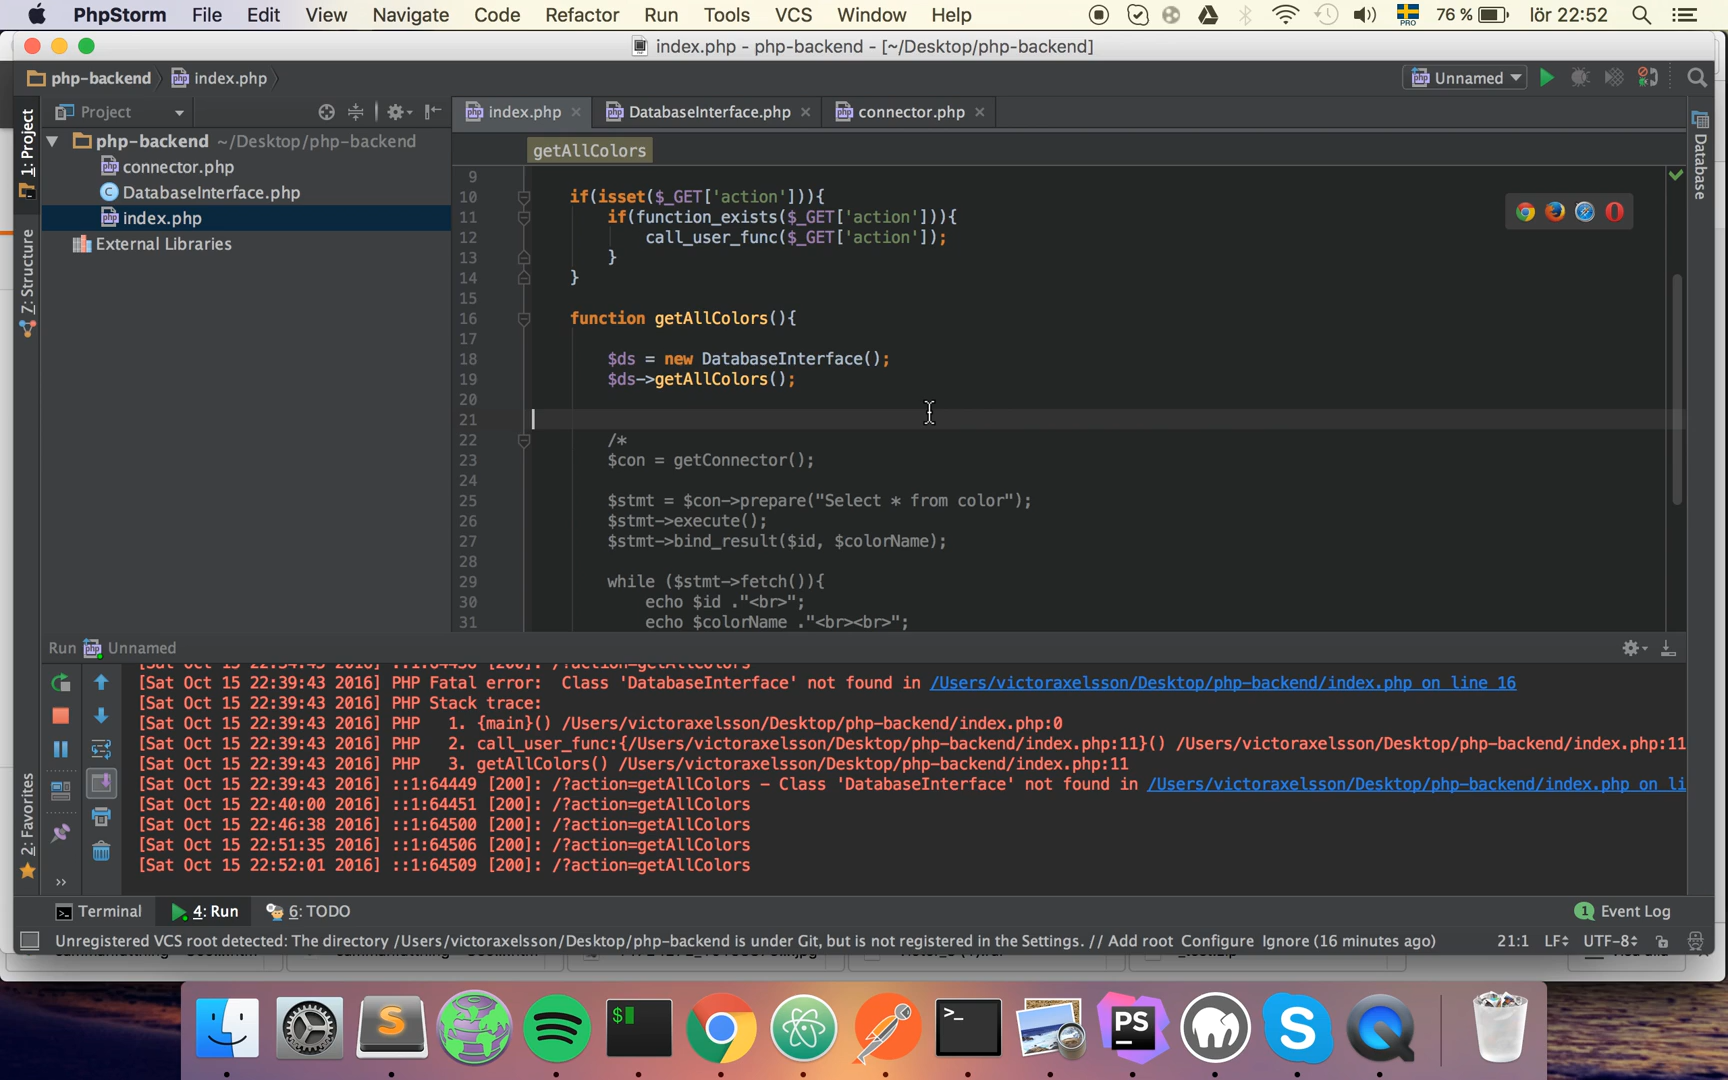 PhpStorm File Edit View Navigate Code Refactor Run Tools VCS Window Help PRO 76 % lör 22:52
index.php - php-backend - [~/Desktop/php-backend]
php-backend index.php Unnamed
Project index.php DatabaseInterface.php connector.php
1: Project
Z: Structure
2: Favorites
Database
php-backend ~/Desktop/php-backend
connector.php
DatabaseInterface.php
index.php
External Libraries
getAllColors
9
10 if(isset($_GET['action'])){
11 if(function_exists($_GET['action'])){
12 call_user_func($_GET['action']);
13 }
14 }
15
16 function getAllColors(){
17
18 $ds = new DatabaseInterface();
19 $ds->getAllColors();
20
21
22 /*
23 $con = getConnector();
24
25 $stmt = $con->prepare("Select * from color");
26 $stmt->execute();
27 $stmt->bind_result($id, $colorName);
28
29 while ($stmt->fetch()){
30 echo $id ."<br>";
31 echo $colorName ."<br><br>";
Run Unnamed
[Sat Oct 15 22:39:43 2016] PHP Fatal error:  Class 'DatabaseInterface' not found in /Users/victoraxelsson/Desktop/php-backend/index.php on line 16
[Sat Oct 15 22:39:43 2016] PHP Stack trace:
[Sat Oct 15 22:39:43 2016] PHP   1. {main}() /Users/victoraxelsson/Desktop/php-backend/index.php:0
[Sat Oct 15 22:39:43 2016] PHP   2. call_user_func:{/Users/victoraxelsson/Desktop/php-backend/index.php:11}() /Users/victoraxelsson/Desktop/php-backend/index.php:11
[Sat Oct 15 22:39:43 2016] PHP   3. getAllColors() /Users/victoraxelsson/Desktop/php-backend/index.php:11
[Sat Oct 15 22:39:43 2016] ::1:64449 [200]: /?action=getAllColors – Class 'DatabaseInterface' not found in /Users/victoraxelsson/Desktop/php-backend/index.php on li
[Sat Oct 15 22:40:00 2016] ::1:64451 [200]: /?action=getAllColors
[Sat Oct 15 22:46:38 2016] ::1:64500 [200]: /?action=getAllColors
[Sat Oct 15 22:51:35 2016] ::1:64506 [200]: /?action=getAllColors
[Sat Oct 15 22:52:01 2016] ::1:64509 [200]: /?action=getAllColors
Terminal 4: Run 6: TODO 1 Event Log
Unregistered VCS root detected: The directory /Users/victoraxelsson/Desktop/php-backend is under Git, but is not registered in the Settings. // Add root Configure Ignore (16 minutes ago) 21:1 LF UTF-8
PS